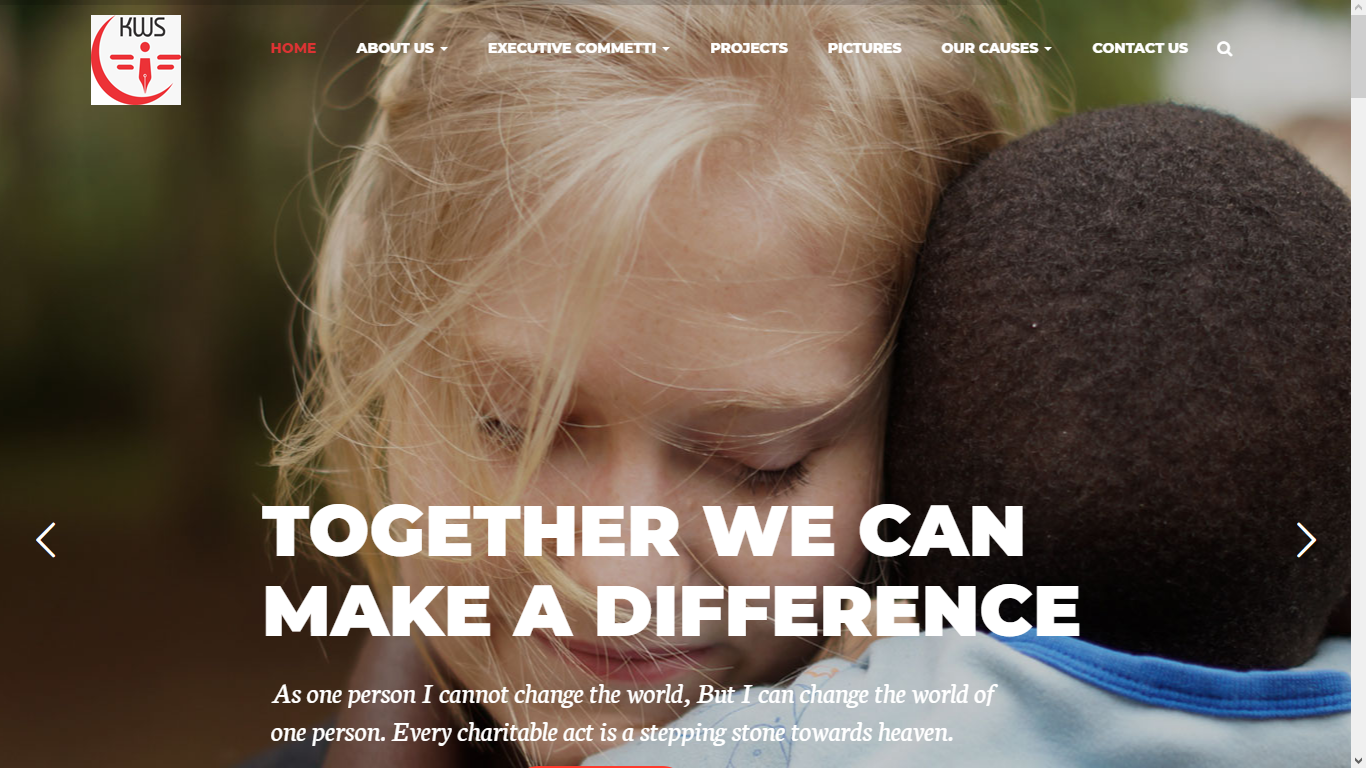 KWS
HOME ABOUT US EXECUTIVE COMMETTI PROJECTS PICTURES OUR CAUSES CONTACT US
TOGETHER WE CAN
MAKE A DIFFERENCE
As one person I cannot change the world, But I can change the world of
one person. Every charitable act is a stepping stone towards heaven.